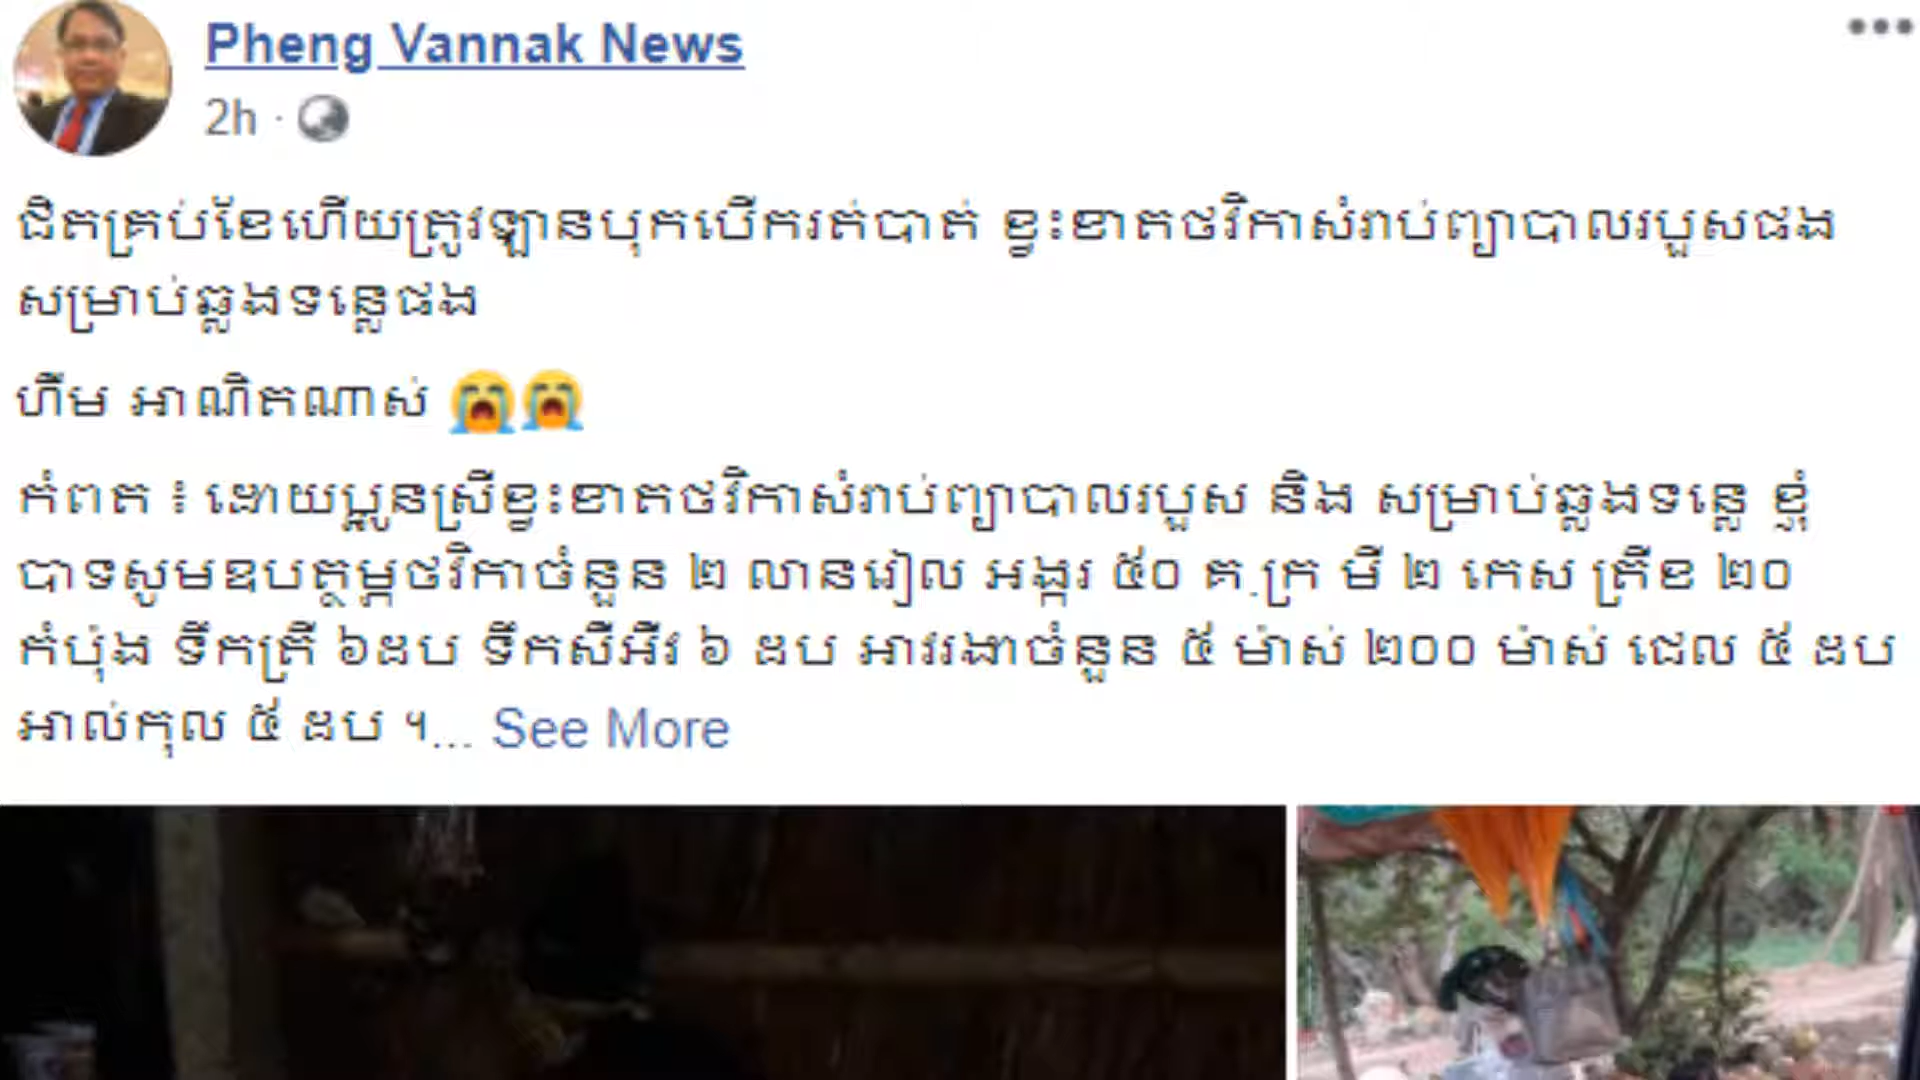 Pheng Vannak News
2h ·
ជិតគ្រប់ខែហើយត្រូវឡានបុកបើករត់បាត់ ខ្វះខាតថវិកាសំរាប់ព្យាបាលរបួសផង
សម្រាប់ឆ្លងទន្លេផង
ហឹម អាណិតណាស់ 😭😭
កំពត ៖ ដោយប្អូនស្រីខ្វះខាតថវិកាសំរាប់ព្យាបាលរបួស និង សម្រាប់ឆ្លងទន្លេ ខ្ញុំ
បាទសូមឧបត្ថម្ភថវិកាចំនួន ២ លានរៀល អង្ករ ៥០ គ.ក្រ មី ២ កេស ត្រីខ ២០
កំប៉ុង ទឹកត្រី ៦ដប ទឹកស៊ីអ៊ីវ ៦ ដប អាវរងាចំនួន ៥ ម៉ាស់ ២០០ ម៉ាស់ ជេល ៥ ដប
អាល់កុល ៥ ដប ។... See More